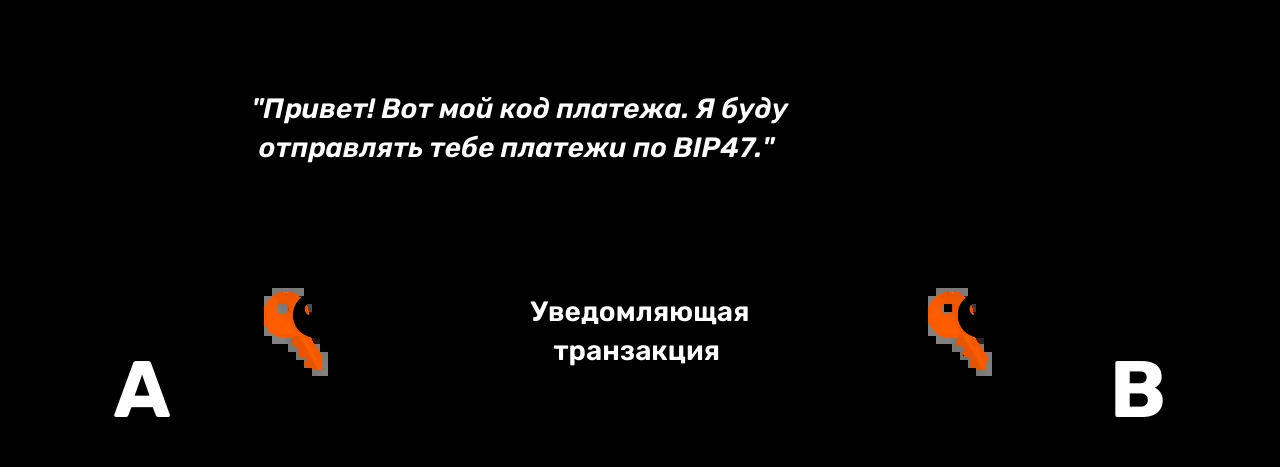 "Привет! Вот мой код платежа. Я буду
отправлять тебе платежи по BIP47."
Уведомляющая
транзакция
A
B